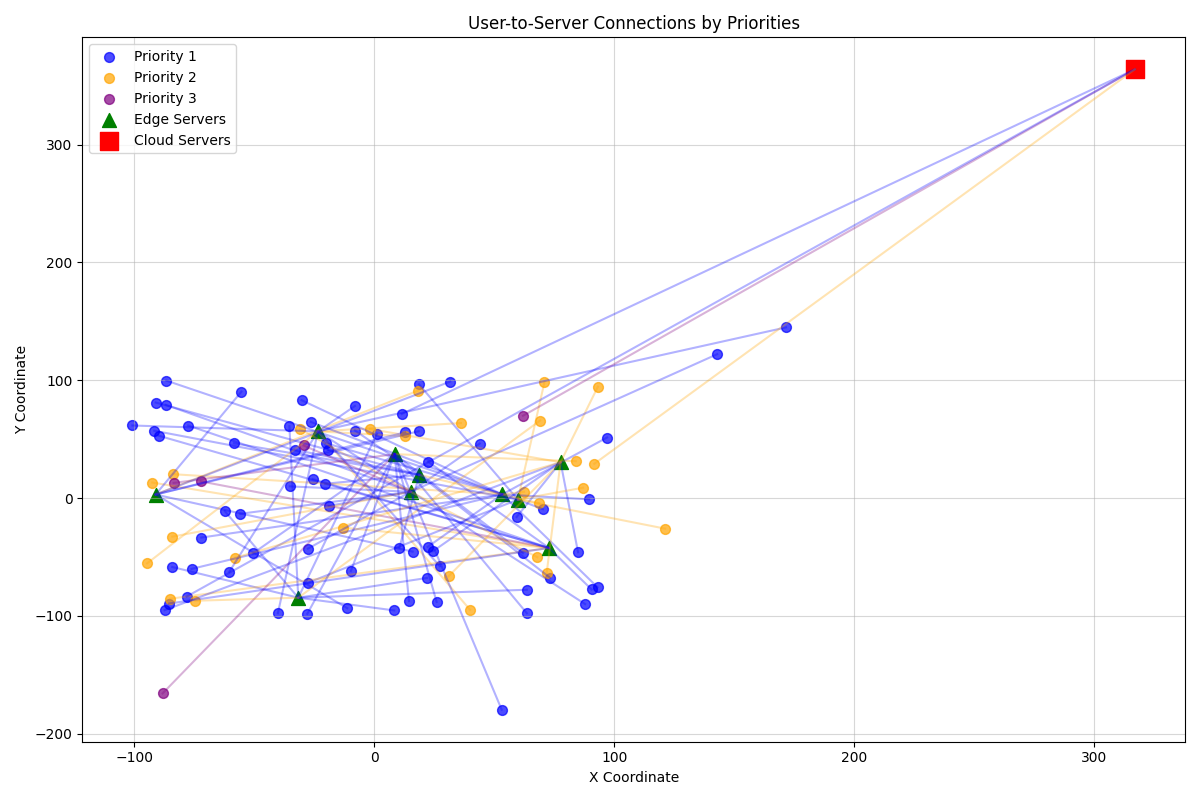 User-to-Server Connections by Priorities
Priority 1
Priority 2
Priority 3
Edge Servers
Cloud Servers
Y Coordinate
300
200
100
0
−100
−200
−100
0
100
200
300
X Coordinate